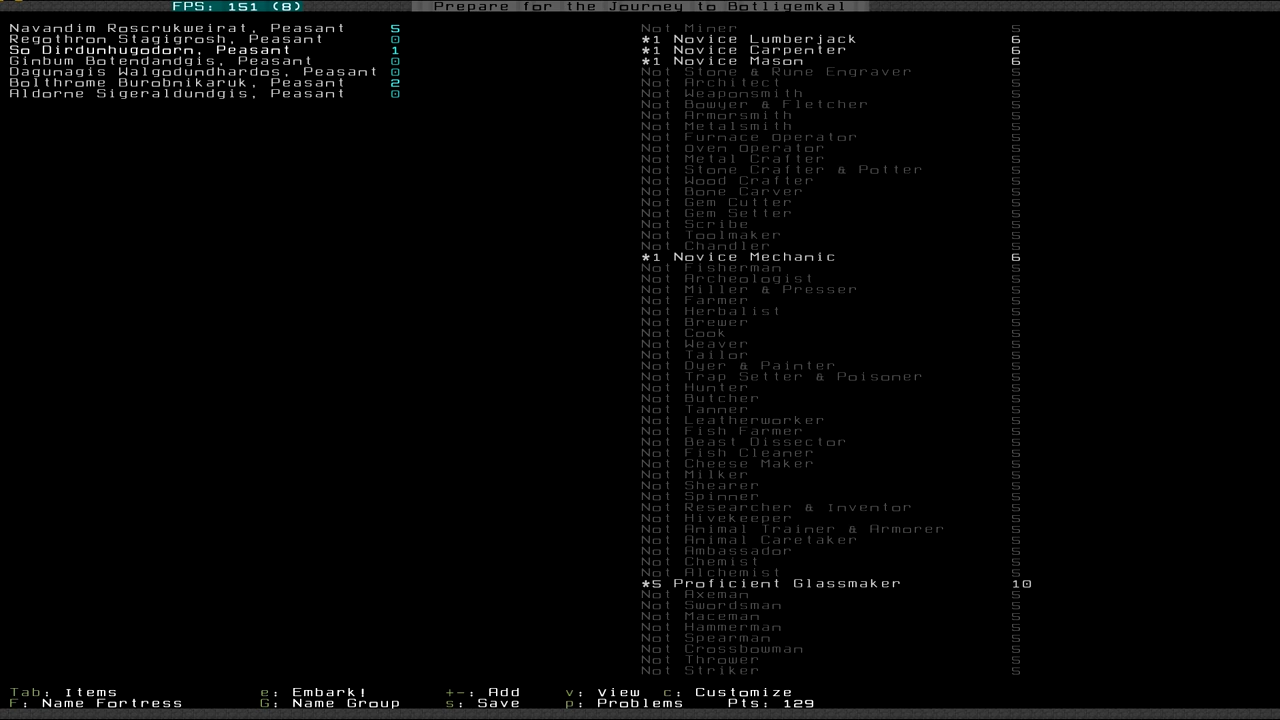 FPS: 151 (8)
Prepare for the Journey to Botligemkal
Navandim Roscrukweirat, Peasant 5
Regothron Stagigrosh, Peasant 0
So Dirdunhugodorn, Peasant 1
Ginbum Botendandgis, Peasant 0
Dagunagis Walgodundhardos, Peasant 0
Bolthrome Burobnikaruk, Peasant 2
Aldorne Sigeraldundgis, Peasant 0
Not Miner 5
*1 Novice Lumberjack 6
*1 Novice Carpenter 6
*1 Novice Mason 6
Not Stone & Rune Engraver 5
Not Architect 5
Not Weaponsmith 5
Not Bowyer & Fletcher 5
Not Armorsmith 5
Not Metalsmith 5
Not Furnace Operator 5
Not Oven Operator 5
Not Metal Crafter 5
Not Stone Crafter & Potter 5
Not Wood Crafter 5
Not Bone Carver 5
Not Gem Cutter 5
Not Gem Setter 5
Not Scribe 5
Not Toolmaker 5
Not Chandler 5
*1 Novice Mechanic 6
Not Fisherman 5
Not Archeologist 5
Not Miller & Presser 5
Not Farmer 5
Not Herbalist 5
Not Brewer 5
Not Cook 5
Not Weaver 5
Not Tailor 5
Not Dyer & Painter 5
Not Trap Setter & Poisoner 5
Not Hunter 5
Not Butcher 5
Not Tanner 5
Not Leatherworker 5
Not Fish Farmer 5
Not Beast Dissector 5
Not Fish Cleaner 5
Not Cheese Maker 5
Not Milker 5
Not Shearer 5
Not Spinner 5
Not Researcher & Inventor 5
Not Hivekeeper 5
Not Animal Trainer & Armorer 5
Not Animal Caretaker 5
Not Ambassador 5
Not Chemist 5
Not Alchemist 5
*5 Proficient Glassmaker 10
Not Axeman 5
Not Swordsman 5
Not Maceman 5
Not Hammerman 5
Not Spearman 5
Not Crossbowman 5
Not Thrower 5
Not Striker 5
Tab: Items e: Embark! +-: Add v: View c: Customize
F: Name Fortress G: Name Group s: Save p: Problems Pts: 129